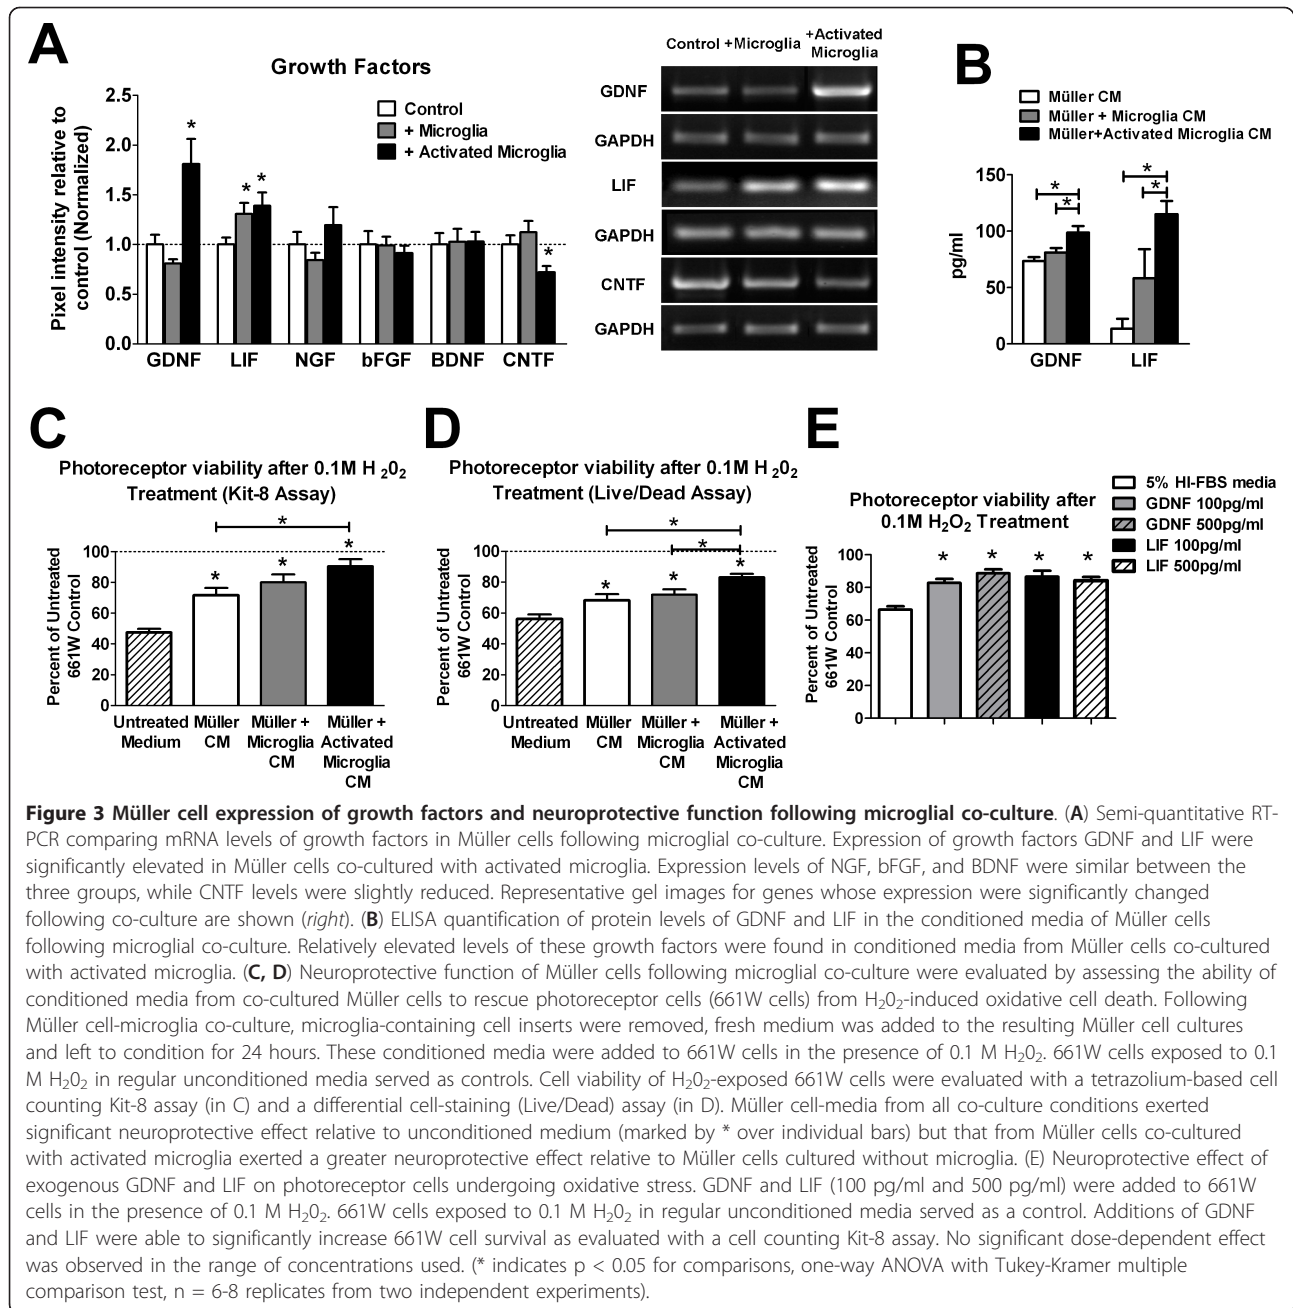 A
Growth Factors
Pixel intensity relative to
control (Normalized)
2.5
2.0
1.5
1.0
0.5
0.0
Control
+ Microglia
+ Activated Microglia
*
*
*
*
GDNF LIF NGF bFGF BDNF CNTF
Control +Microglia +Activated
Microglia
GDNF
GAPDH
LIF
GAPDH
CNTF
GAPDH
B
Müller CM
Müller + Microglia CM
Müller+Activated Microglia CM
pg/ml
150
100
50
0
*
*
*
*
GDNF LIF
C
Photoreceptor viability after 0.1M H2O2
Treatment (Kit-8 Assay)
Percent of Untreated
661W Control
100
80
60
40
20
0
*
*
*
*
Untreated Medium
Müller CM
Müller + Microglia CM
Müller + Activated Microglia CM
D
Photoreceptor viability after 0.1M H2O2
Treatment (Live/Dead Assay)
Percent of Untreated
661W Control
100
80
60
40
20
0
*
*
*
*
*
Untreated Medium
Müller CM
Müller + Microglia CM
Müller + Activated Microglia CM
E
Photoreceptor viability after
0.1M H2O2 Treatment
Percent of Untreated
661W Control
100
80
60
40
20
0
* * * *
5% HI-FBS media
GDNF 100pg/ml
GDNF 500pg/ml
LIF 100pg/ml
LIF 500pg/ml
Figure 3 Müller cell expression of growth factors and neuroprotective function following microglial co-culture. (A) Semi-quantitative RT-
PCR comparing mRNA levels of growth factors in Müller cells following microglial co-culture. Expression of growth factors GDNF and LIF were
significantly elevated in Müller cells co-cultured with activated microglia. Expression levels of NGF, bFGF, and BDNF were similar between the
three groups, while CNTF levels were slightly reduced. Representative gel images for genes whose expression were significantly changed
following co-culture are shown (right). (B) ELISA quantification of protein levels of GDNF and LIF in the conditioned media of Müller cells
following microglial co-culture. Relatively elevated levels of these growth factors were found in conditioned media from Müller cells co-cultured
with activated microglia. (C, D) Neuroprotective function of Müller cells following microglial co-culture were evaluated by assessing the ability of
conditioned media from co-cultured Müller cells to rescue photoreceptor cells (661W cells) from H202-induced oxidative cell death. Following
Müller cell-microglia co-culture, microglia-containing cell inserts were removed, fresh medium was added to the resulting Müller cell cultures
and left to condition for 24 hours. These conditioned media were added to 661W cells in the presence of 0.1 M H202. 661W cells exposed to 0.1
M H202 in regular unconditioned media served as controls. Cell viability of H202-exposed 661W cells were evaluated with a tetrazolium-based cell
counting Kit-8 assay (in C) and a differential cell-staining (Live/Dead) assay (in D). Müller cell-media from all co-culture conditions exerted
significant neuroprotective effect relative to unconditioned medium (marked by * over individual bars) but that from Müller cells co-cultured
with activated microglia exerted a greater neuroprotective effect relative to Müller cells cultured without microglia. (E) Neuroprotective effect of
exogenous GDNF and LIF on photoreceptor cells undergoing oxidative stress. GDNF and LIF (100 pg/ml and 500 pg/ml) were added to 661W
cells in the presence of 0.1 M H202. 661W cells exposed to 0.1 M H202 in regular unconditioned media served as a control. Additions of GDNF
and LIF were able to significantly increase 661W cell survival as evaluated with a cell counting Kit-8 assay. No significant dose-dependent effect
was observed in the range of concentrations used. (* indicates p < 0.05 for comparisons, one-way ANOVA with Tukey-Kramer multiple
comparison test, n = 6-8 replicates from two independent experiments).